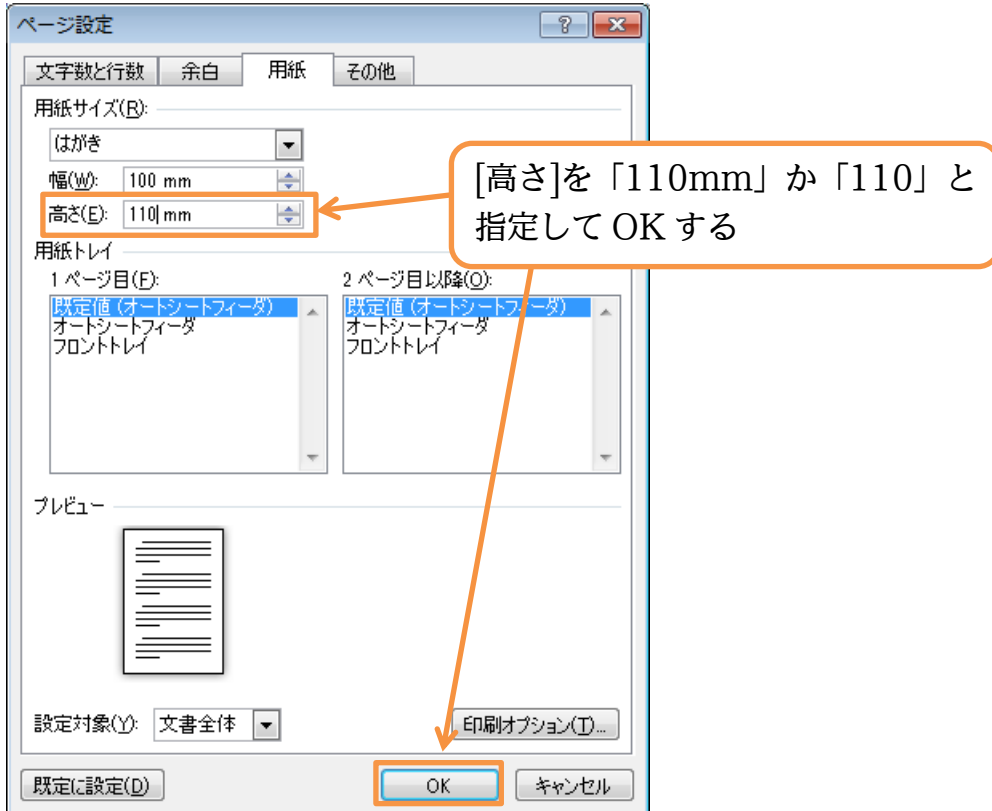 ページ設定
文字数と行数 余白 用紙 その他
用紙サイズ(R):
はがき
幅(W): 100 mm
高さ(E): 110 mm
[高さ]を「110mm」か「110」と
指定して OK する
用紙トレイ
1 ページ目(F): 2 ページ目以降(O):
既定値 (オートシートフィーダ) 既定値 (オートシートフィーダ)
オートシートフィーダ オートシートフィーダ
フロントトレイ フロントトレイ
プレビュー
設定対象(Y): 文書全体 印刷オプション(T)...
既定に設定(D) OK キャンセル